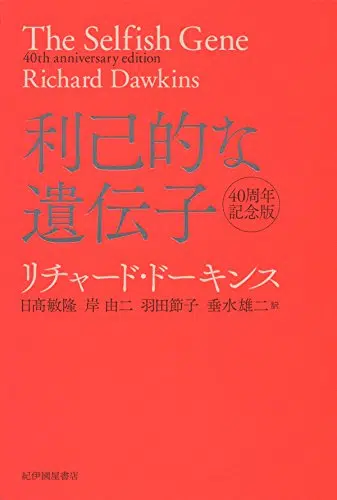 The Selfish Gene
40th anniversary edition
Richard Dawkins
利己的な
遺伝子
40周年
記念版
リチャード・ドーキンス
日髙敏隆 岸 由二 羽田節子 垂水雄二 訳
紀伊國屋書店